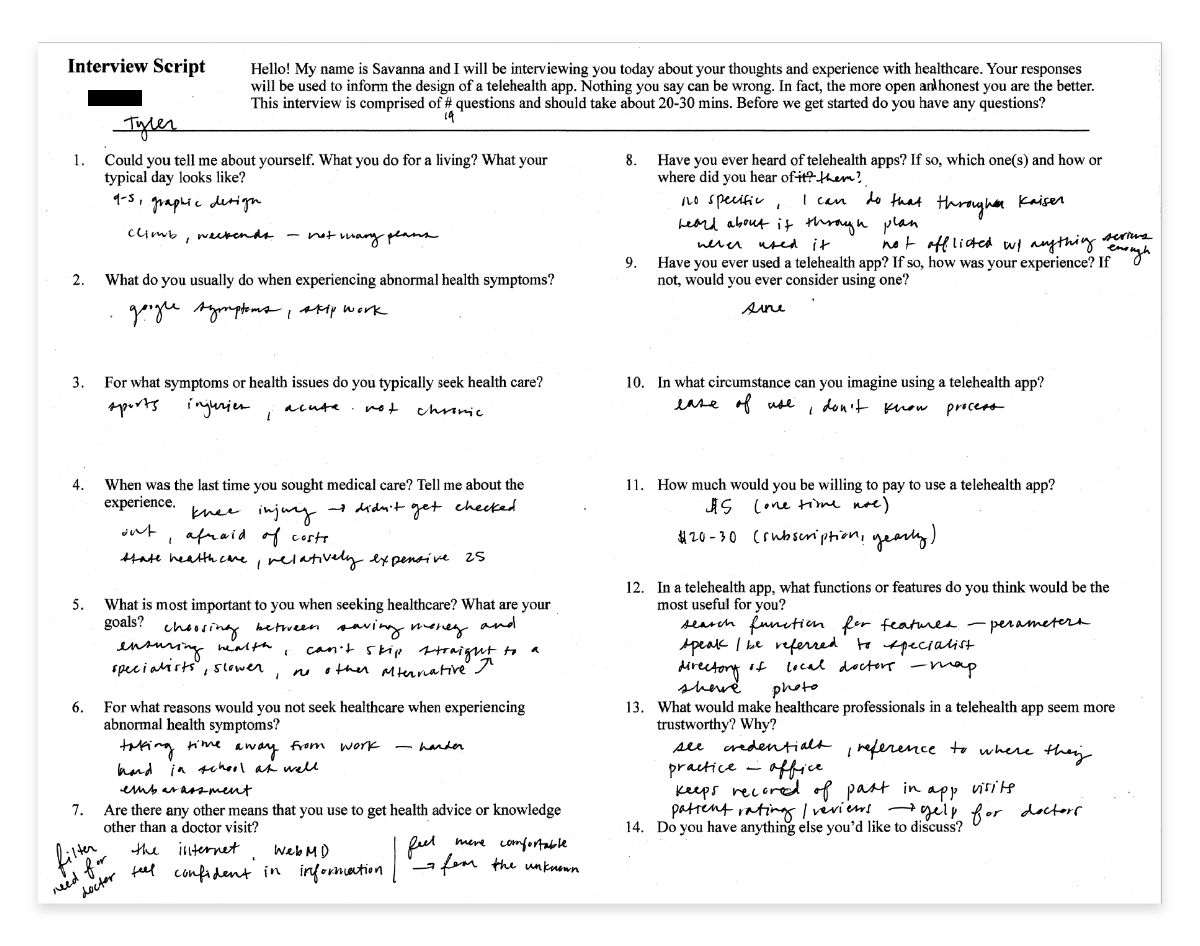 Interview Script
Hello! My name is Savanna and I will be interviewing you today about your thoughts and experience with healthcare. Your responses
will be used to inform the design of a telehealth app. Nothing you say can be wrong. In fact, the more open and honest you are the better.
This interview is comprised of # questions and should take about 20-30 mins. Before we get started do you have any questions?
19
Tyler
1. Could you tell me about yourself. What you do for a living? What your
typical day looks like?
9-5, graphic design
climb, weekends – not many plans
2. What do you usually do when experiencing abnormal health symptoms?
google symptoms, skip work
3. For what symptoms or health issues do you typically seek health care?
sports injuries, acute not chronic
4. When was the last time you sought medical care? Tell me about the
experience.
knee injury → didn't get checked
out, afraid of costs
state healthcare, relatively expensive 25
5. What is most important to you when seeking healthcare? What are your
goals?
choosing between saving money and
ensuring health, can't skip straight to a
specialists, slower, no other alternative ↗
6. For what reasons would you not seek healthcare when experiencing
abnormal health symptoms?
taking time away from work – harder
hard in school as well
embarassment
7. Are there any other means that you use to get health advice or knowledge
other than a doctor visit?
filter
need for
doctor
the internet, WebMD
feel confident in information
feel more comfortable
→ fear the unknown
8. Have you ever heard of telehealth apps? If so, which one(s) and how or
where did you hear of it? them?
no specific, I can do that through Kaiser
heard about it through plan
never used it not afflicted w/ anything serious
enough
9. Have you ever used a telehealth app? If so, how was your experience? If
not, would you ever consider using one?
sure
10. In what circumstance can you imagine using a telehealth app?
ease of use, don't know process
11. How much would you be willing to pay to use a telehealth app?
$5 (one time use)
$20-30 (subscription, yearly)
12. In a telehealth app, what functions or features do you think would be the
most useful for you?
search function for features – perameters
speak / be referred to specialist
directory of local doctors – map
share photo
13. What would make healthcare professionals in a telehealth app seem more
trustworthy? Why?
see credentials, reference to where they
practice – office
keeps record of past in app visits
patient rating / reviews → yelp for doctors
14. Do you have anything else you'd like to discuss?